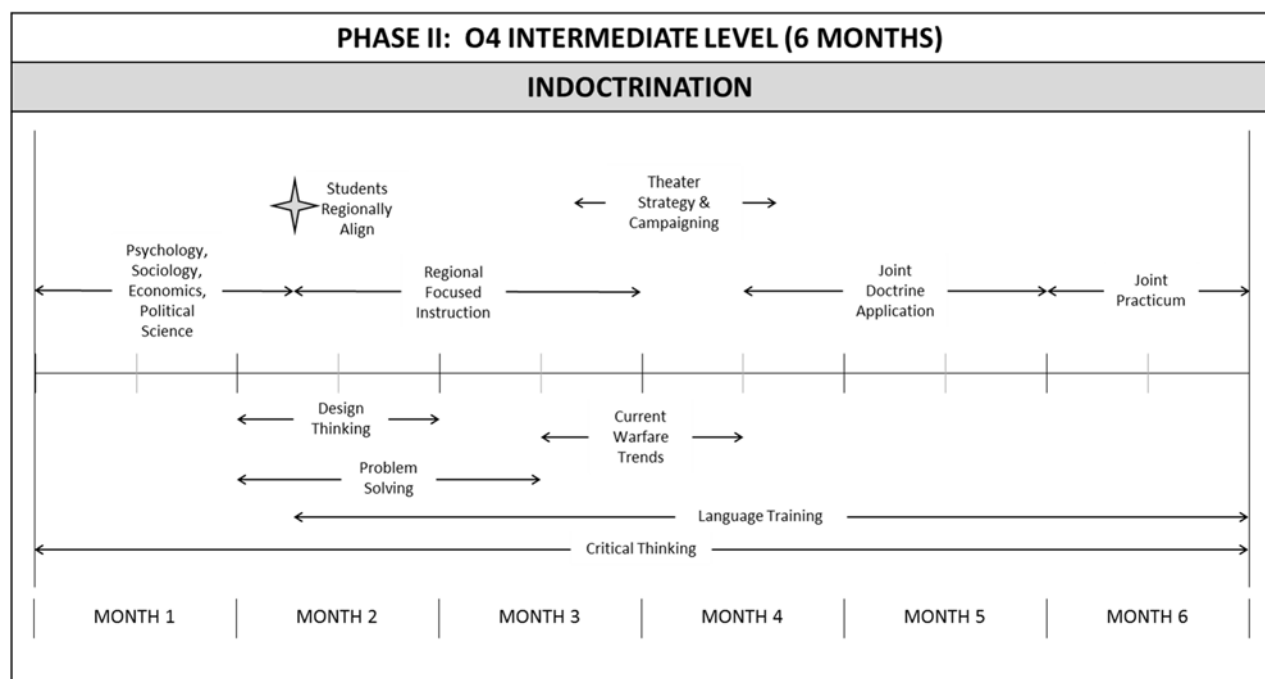 PHASE II: O4 INTERMEDIATE LEVEL (6 MONTHS)
INDOCTRINATION
Students
Regionally
Align
Theater
Strategy &
Campaigning
Psychology,
Sociology,
Economics,
Political
Science
Regional
Focused
Instruction
Joint
Doctrine
Application
Joint
Practicum
Design
Thinking
Current
Warfare
Trends
Problem
Solving
Language Training
Critical Thinking
MONTH 1
MONTH 2
MONTH 3
MONTH 4
MONTH 5
MONTH 6